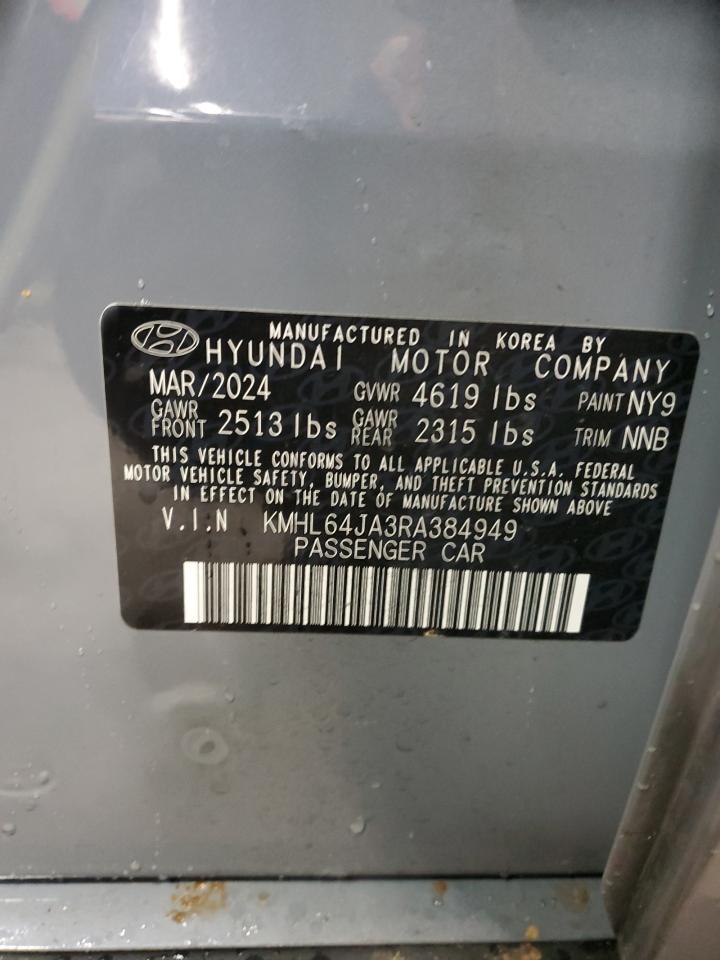 MANUFACTURED IN KOREA BY
HYUNDAI MOTOR COMPANY
MAR/2024 GVWR 4619 lbs PAINT NY9
GAWR FRONT 2513 lbs GAWR REAR 2315 lbs TRIM NNB
THIS VEHICLE CONFORMS TO ALL APPLICABLE U.S.A. FEDERAL
MOTOR VEHICLE SAFETY, BUMPER, AND THEFT PREVENTION STANDARDS
IN EFFECT ON THE DATE OF MANUFACTURE SHOWN ABOVE
V.I.N KMHL64JA3RA384949
PASSENGER CAR